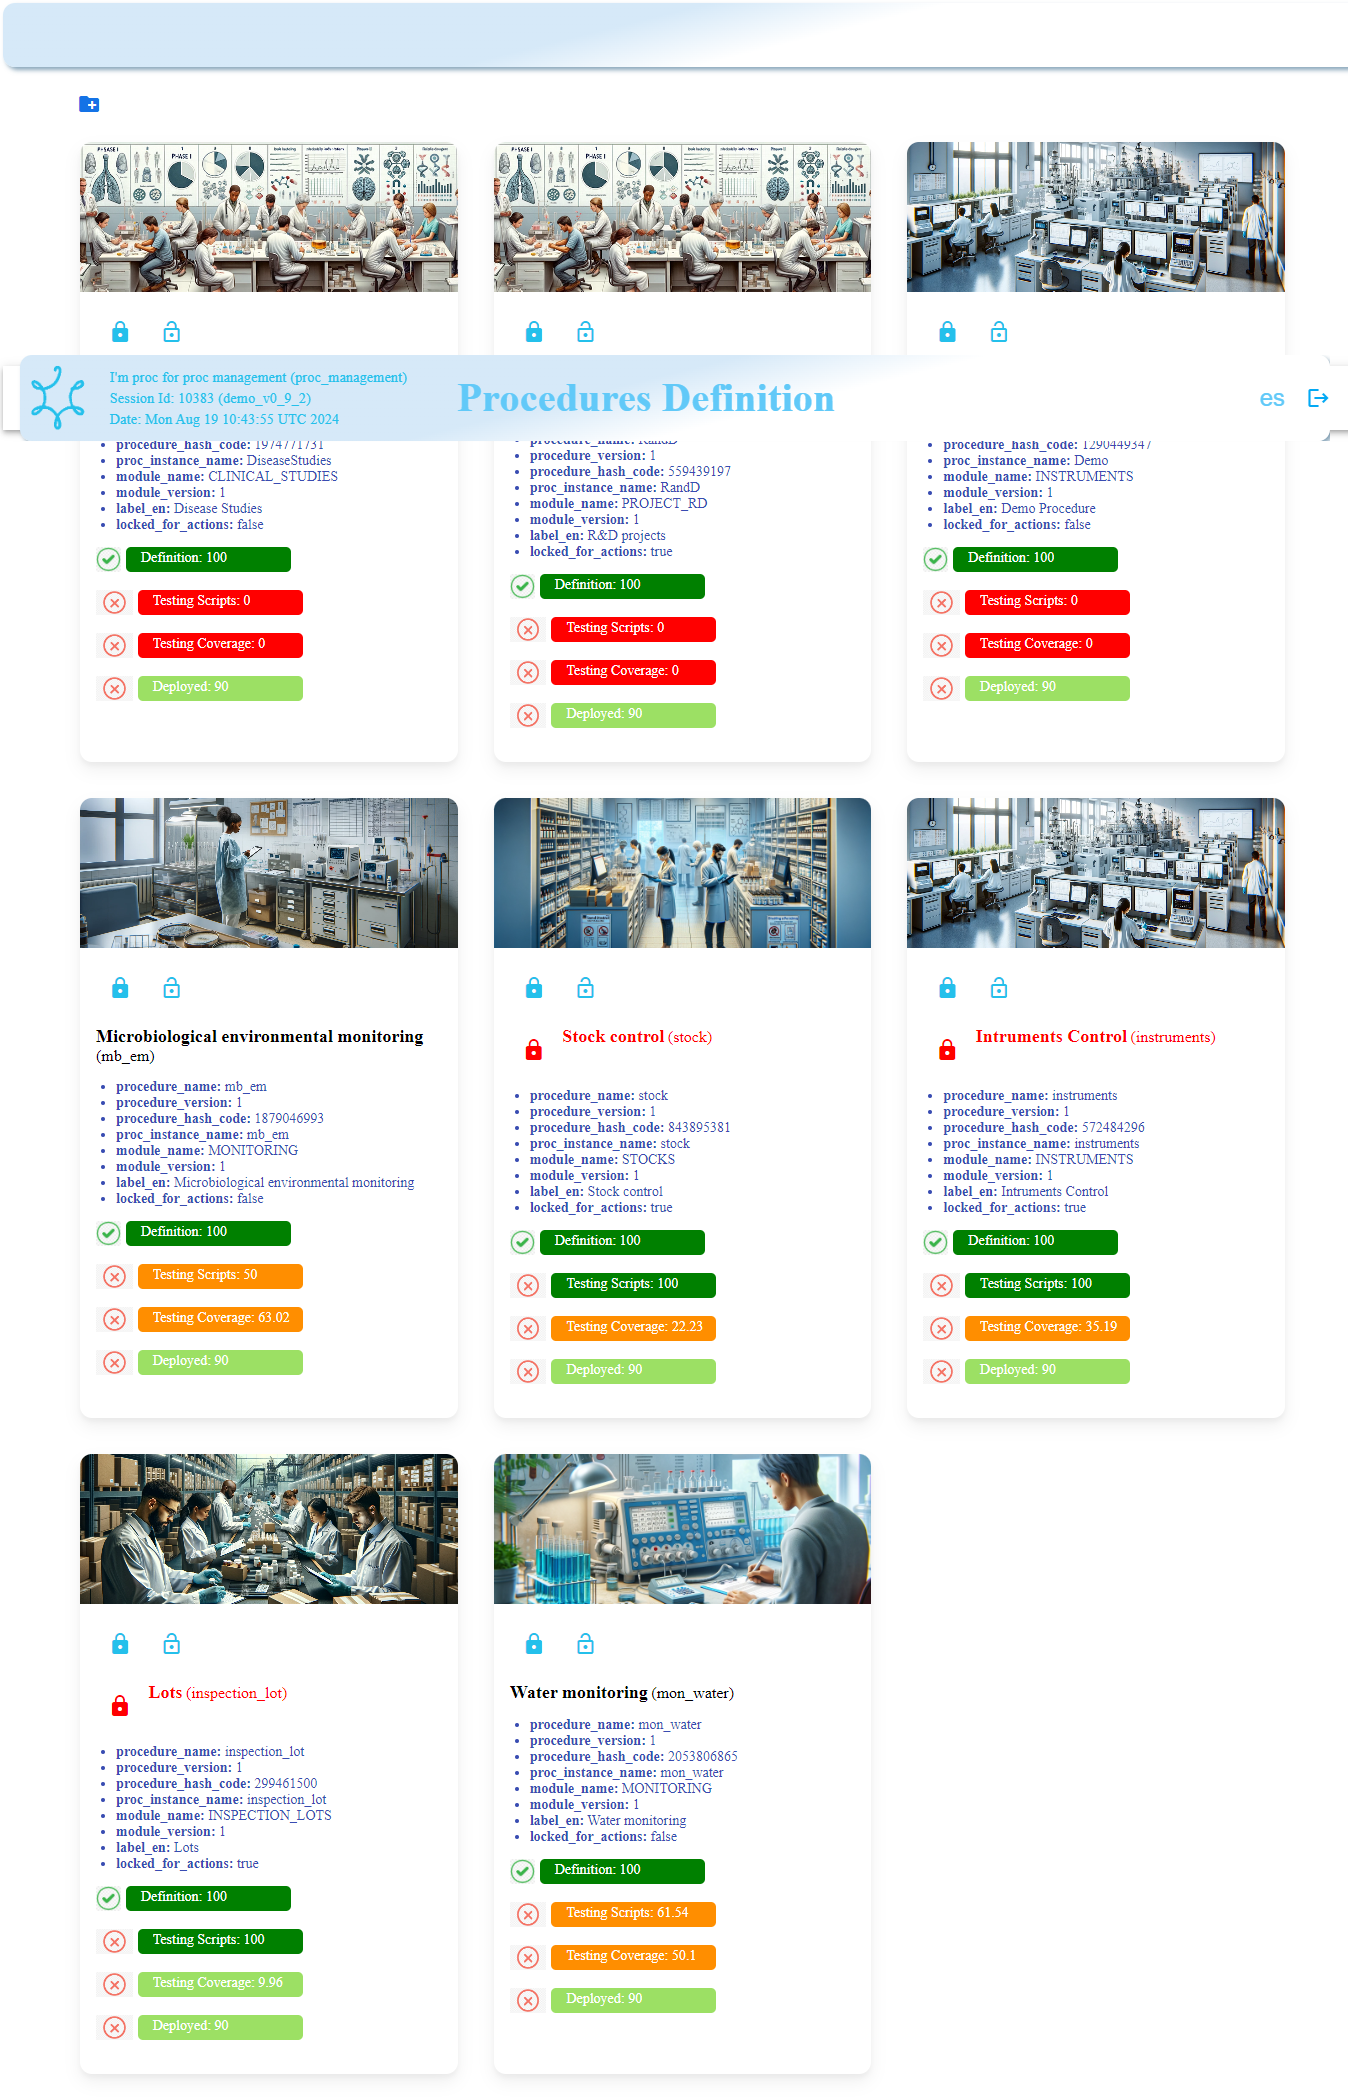 PHASE I
PHASE I
I'm proc for proc management (proc_management)
Session Id: 10383 (demo_v0_9_2)
Date: Mon Aug 19 10:43:55 UTC 2024
Procedures Definition
es
procedure_hash_code: 1974771731
proc_instance_name: DiseaseStudies
module_name: CLINICAL_STUDIES
module_version: 1
label_en: Disease Studies
locked_for_actions: false
Definition: 100
Testing Scripts: 0
Testing Coverage: 0
Deployed: 90
procedure_name: RandD
procedure_version: 1
procedure_hash_code: 559439197
proc_instance_name: RandD
module_name: PROJECT_RD
module_version: 1
label_en: R&D projects
locked_for_actions: true
Definition: 100
Testing Scripts: 0
Testing Coverage: 0
Deployed: 90
procedure_hash_code: 1290449347
proc_instance_name: Demo
module_name: INSTRUMENTS
module_version: 1
label_en: Demo Procedure
locked_for_actions: false
Definition: 100
Testing Scripts: 0
Testing Coverage: 0
Deployed: 90
Microbiological environmental monitoring
(mb_em)
procedure_name: mb_em
procedure_version: 1
procedure_hash_code: 1879046993
proc_instance_name: mb_em
module_name: MONITORING
module_version: 1
label_en: Microbiological environmental monitoring
locked_for_actions: false
Definition: 100
Testing Scripts: 50
Testing Coverage: 63.02
Deployed: 90
Stock control (stock)
procedure_name: stock
procedure_version: 1
procedure_hash_code: 843895381
proc_instance_name: stock
module_name: STOCKS
module_version: 1
label_en: Stock control
locked_for_actions: true
Definition: 100
Testing Scripts: 100
Testing Coverage: 22.23
Deployed: 90
Intruments Control (instruments)
procedure_name: instruments
procedure_version: 1
procedure_hash_code: 572484296
proc_instance_name: instruments
module_name: INSTRUMENTS
module_version: 1
label_en: Intruments Control
locked_for_actions: true
Definition: 100
Testing Scripts: 100
Testing Coverage: 35.19
Deployed: 90
Lots (inspection_lot)
procedure_name: inspection_lot
procedure_version: 1
procedure_hash_code: 299461500
proc_instance_name: inspection_lot
module_name: INSPECTION_LOTS
module_version: 1
label_en: Lots
locked_for_actions: true
Definition: 100
Testing Scripts: 100
Testing Coverage: 9.96
Deployed: 90
Water monitoring (mon_water)
procedure_name: mon_water
procedure_version: 1
procedure_hash_code: 2053806865
proc_instance_name: mon_water
module_name: MONITORING
module_version: 1
label_en: Water monitoring
locked_for_actions: false
Definition: 100
Testing Scripts: 61.54
Testing Coverage: 50.1
Deployed: 90